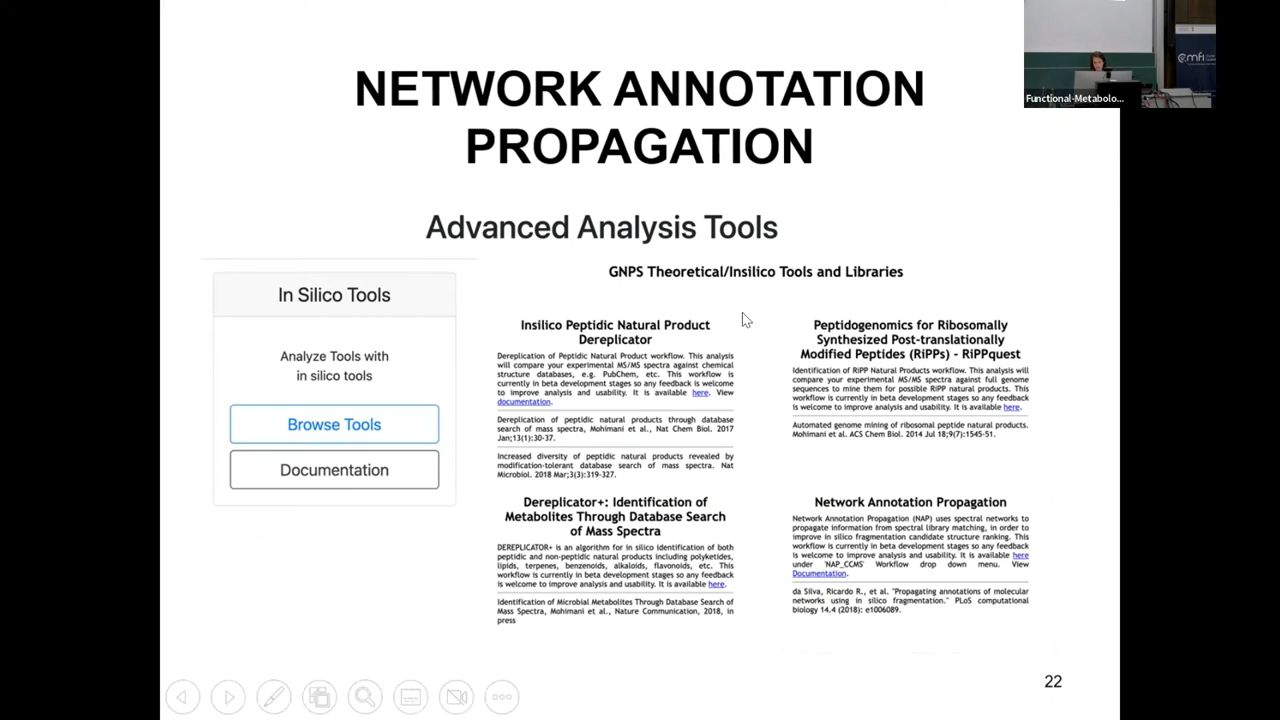 NETWORK ANNOTATION
PROPAGATION
Advanced Analysis Tools
In Silico Tools
Analyze Tools with
in silico tools
Browse Tools
Documentation
GNPS Theoretical/Insilico Tools and Libraries
Insilico Peptidic Natural Product
Dereplicator
Dereplication of Peptidic Natural Product workflow. This analysis
will compare your experimental MS/MS spectra against chemical
structure databases, e.g. PubChem, etc. This workflow is
currently in beta development stages so any feedback is welcome
to improve analysis and usability. It is available here. View
documentation.
Dereplication of peptidic natural products through database
search of mass spectra, Mohimani et al., Nat Chem Biol. 2017
Jan;13(1):30-37.
Increased diversity of peptidic natural products revealed by
modification-tolerant database search of mass spectra. Nat
Microbiol. 2018 Mar;3(3):319-327.
Peptidogenomics for Ribosomally
Synthesized Post-translationally
Modified Peptides (RiPPs) - RiPPquest
Identification of RiPP Natural Products workflow. This analysis will
compare your experimental MS/MS spectra against full genome
sequences to mine them for possible RiPP natural products. This
workflow is currently in beta development stages so any feedback
is welcome to improve analysis and usability. It is available here.
Automated genome mining of ribosomal peptide natural products.
Mohimani et al. ACS Chem Biol. 2014 Jul 18;9(7):1545-51.
Dereplicator+: Identification of
Metabolites Through Database Search
of Mass Spectra
DEREPLICATOR+ is an algorithm for in silico identification of both
peptidic and non-peptidic natural products including polyketides,
lipids, terpenes, benzenoids, alkaloids, flavonoids, etc. This
workflow is currently in beta development stages so any feedback
is welcome to improve analysis and usability. It is available here.
Identification of Microbial Metabolites Through Database Search of
Mass Spectra, Mohimani et al., Nature Communication, 2018, in
press
Network Annotation Propagation
Network Annotation Propagation (NAP) uses spectral networks to
propagate information from spectral library matching, in order to
improve in silico fragmentation candidate structure ranking. This
workflow is currently in beta development stages so any feedback
is welcome to improve analysis and usability. It is available here
under 'NAP_CCMS' Workflow drop down menu. View
Documentation.
da Silva, Ricardo R., et al. "Propagating annotations of molecular
networks using in silico fragmentation." PLoS computational
biology 14.4 (2018): e1006089.
22
Functional-Metabolo...
cmfi